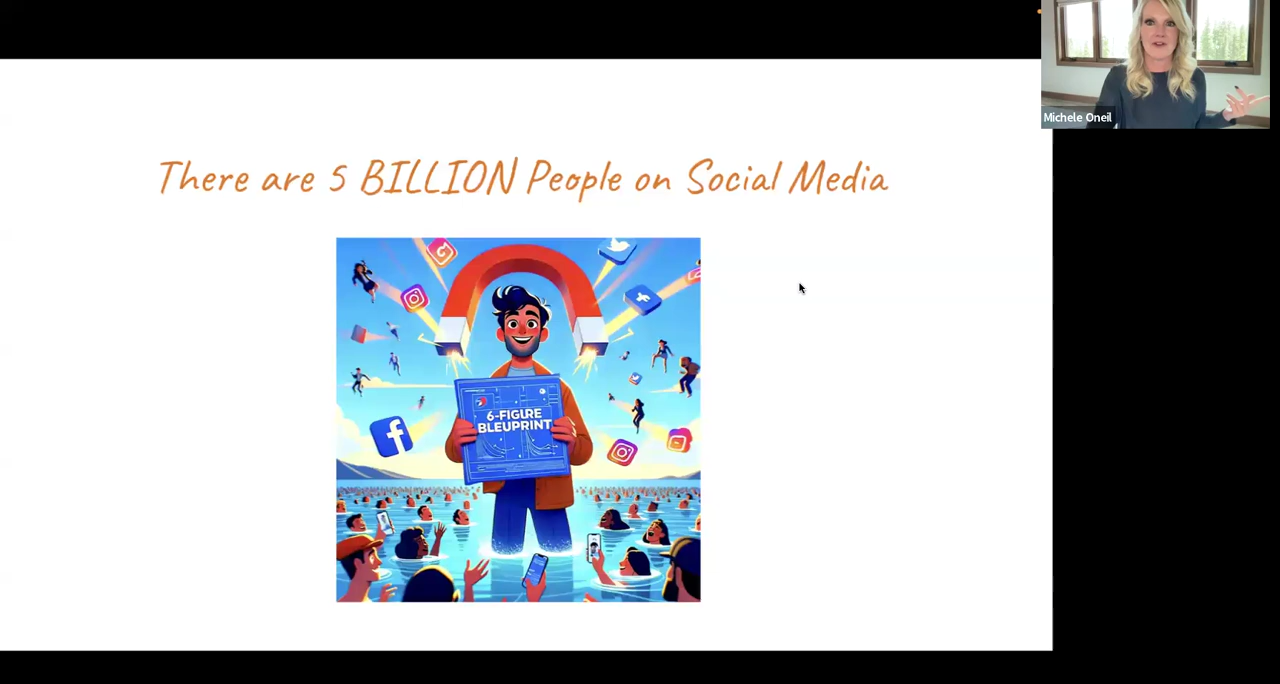 Michele Oneil
There are 5 BILLION People on Social Media
6-FIGURE
BLEUPRINT